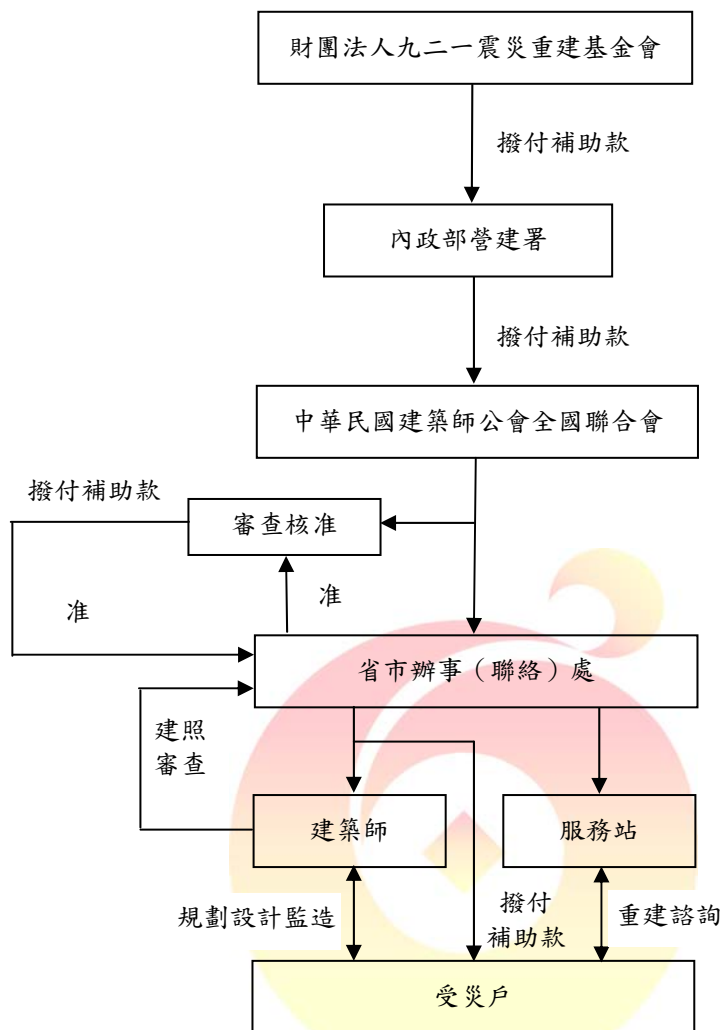 財團法人九二一震災重建基金會
撥付補助款
內政部營建署
撥付補助款
中華民國建築師公會全國聯合會
撥付補助款
審查核准
准
准
省市辦事（聯絡）處
建照
審查
建築師
服務站
規劃設計監造
撥付
補助款
重建諮詢
受災戶